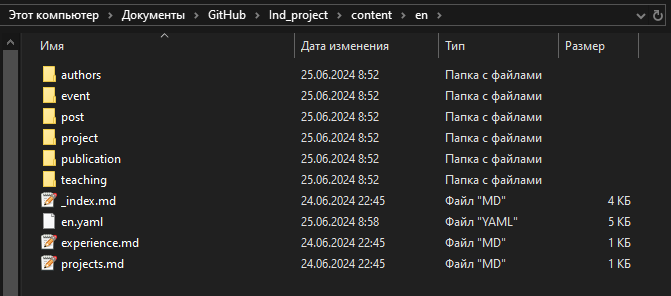 Этот компьютер > Документы > GitHub > Ind_project > content > en >
Имя Дата изменения Тип Размер
authors 25.06.2024 8:52 Папка с файлами
event 25.06.2024 8:52 Папка с файлами
post 25.06.2024 8:52 Папка с файлами
project 25.06.2024 8:52 Папка с файлами
publication 25.06.2024 8:52 Папка с файлами
teaching 25.06.2024 8:52 Папка с файлами
_index.md 24.06.2024 22:45 Файл "MD" 4 КБ
en.yaml 25.06.2024 8:58 Файл "YAML" 5 КБ
experience.md 24.06.2024 22:45 Файл "MD" 1 КБ
projects.md 24.06.2024 22:45 Файл "MD" 1 КБ